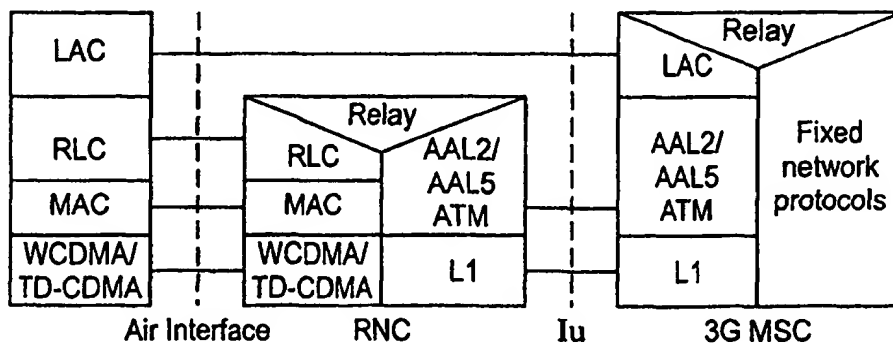 LAC
RLC
MAC
WCDMA/
TD-CDMA
Relay
RLC
MAC
WCDMA/
TD-CDMA
AAL2/
AAL5
ATM
L1
Relay
LAC
AAL2/
AAL5
ATM
L1
Fixed
network
protocols
Air Interface
RNC
Iu
3G MSC